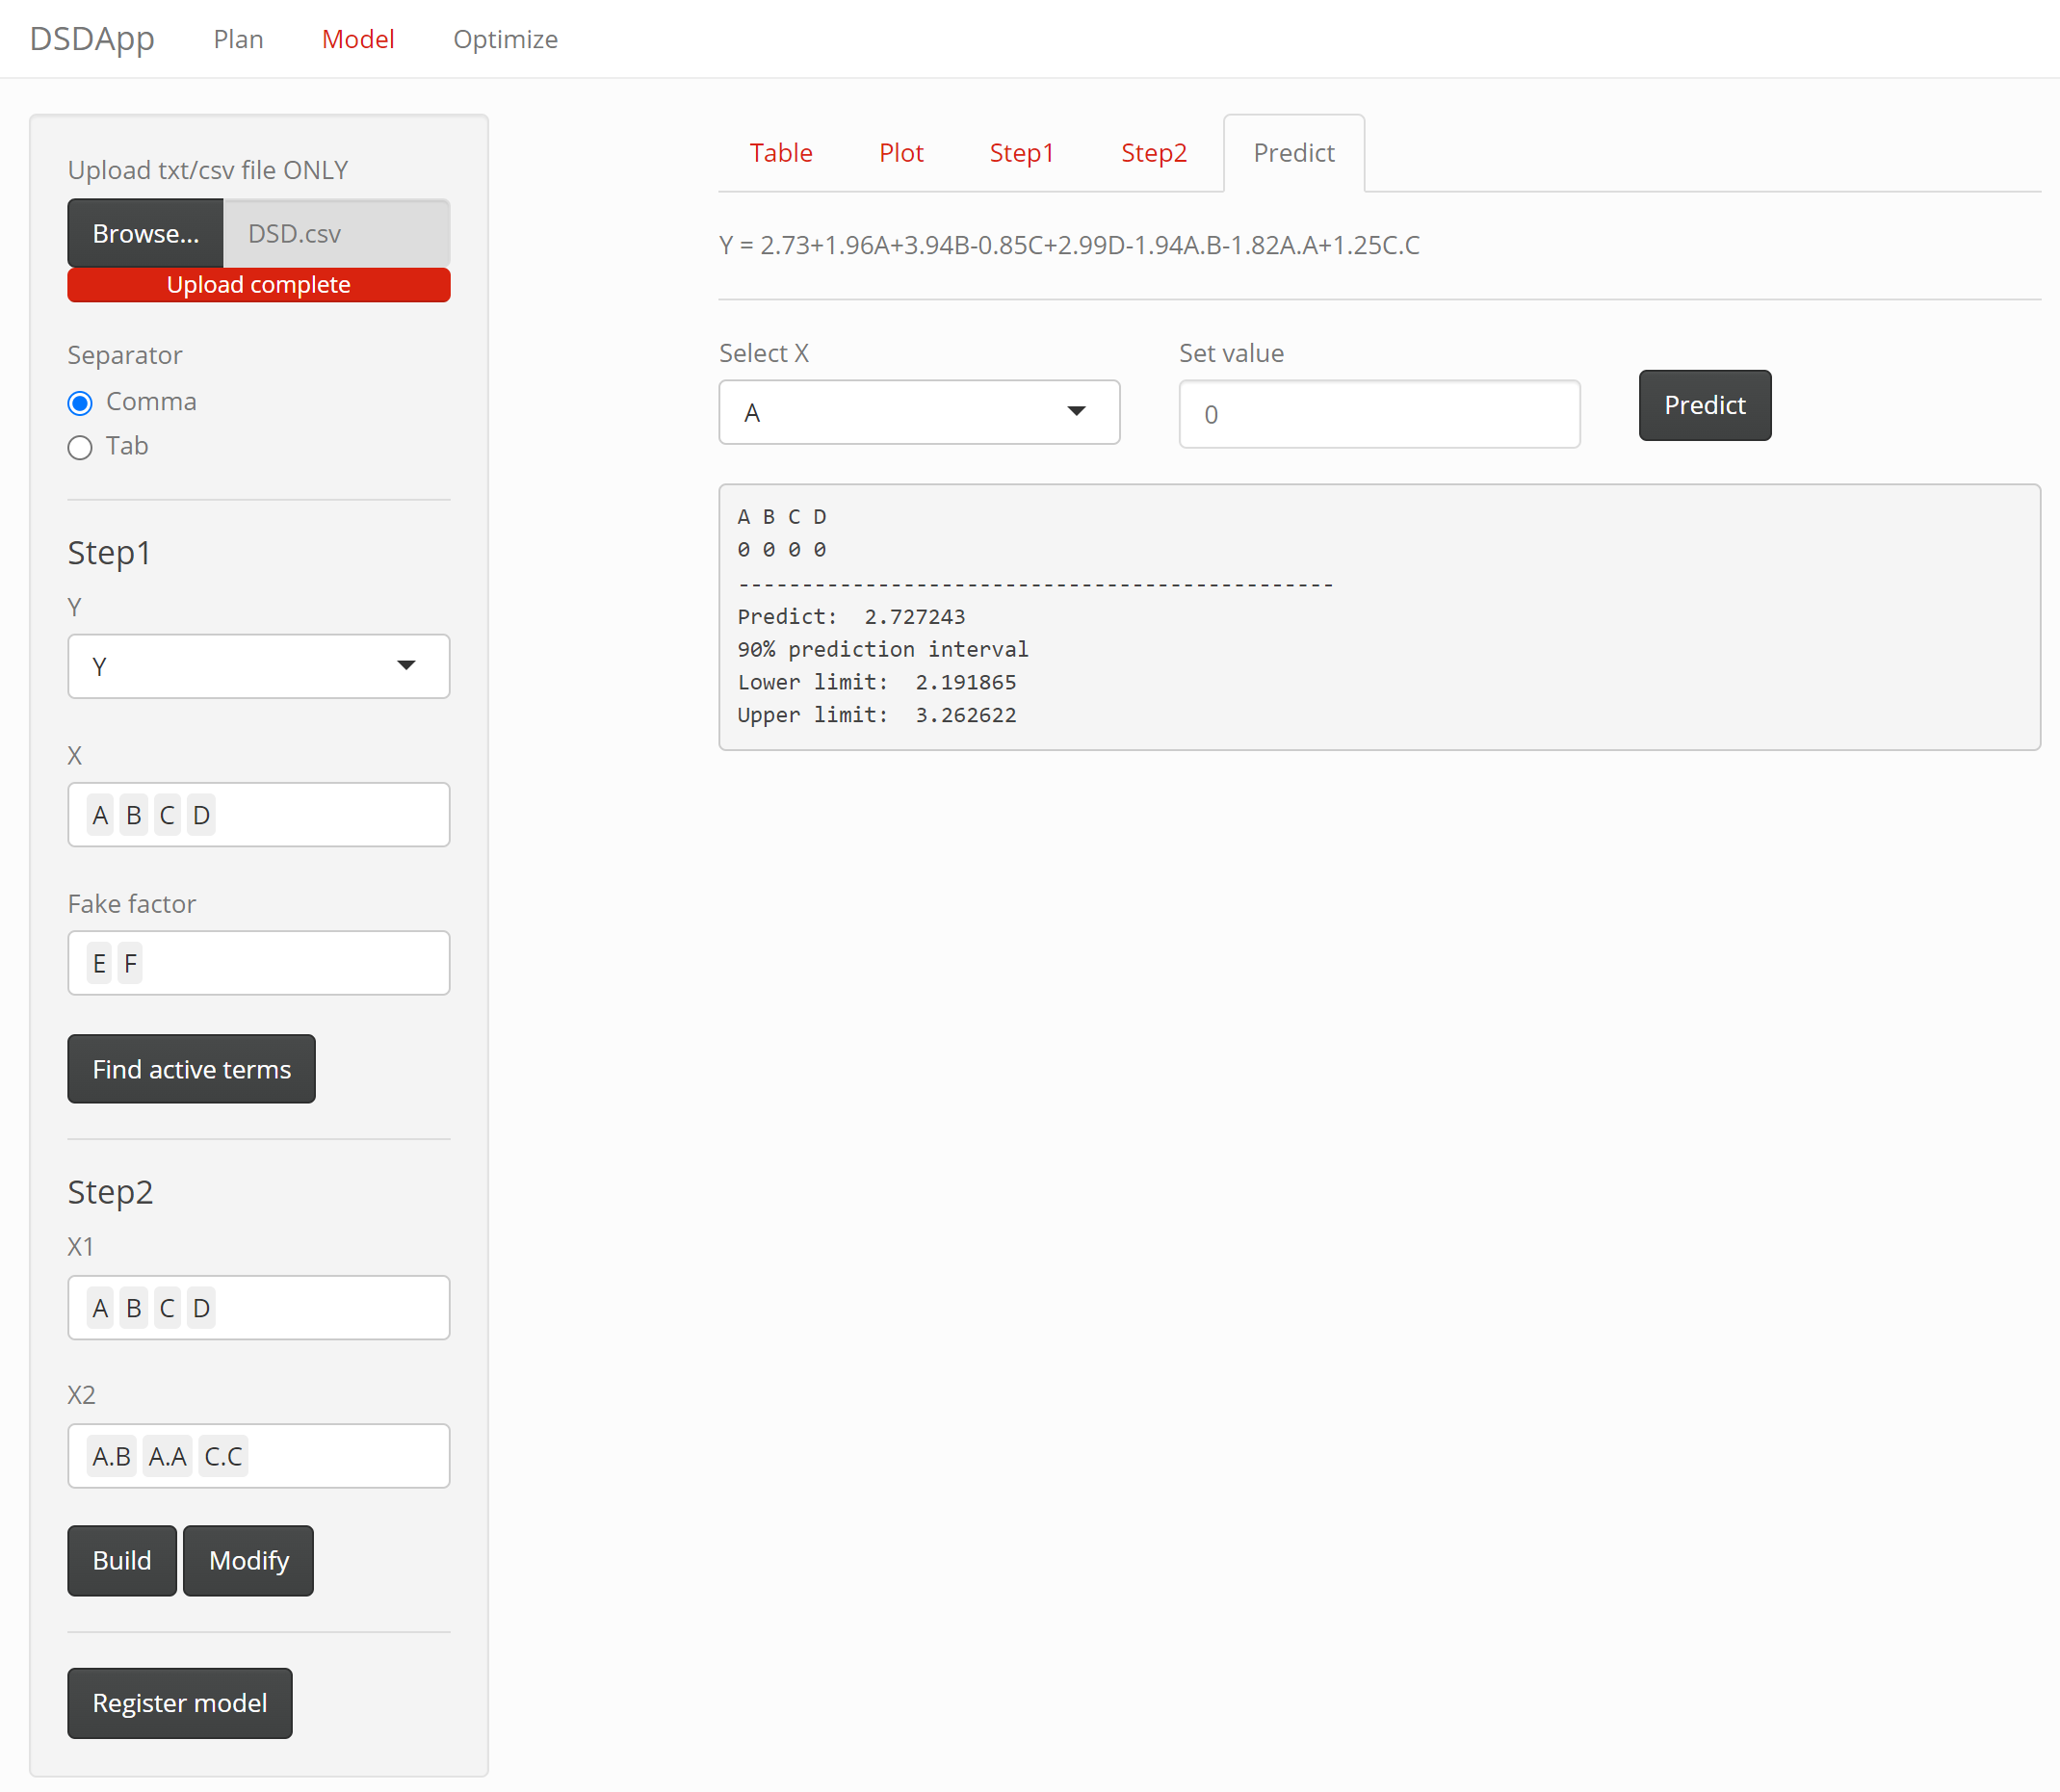 DSDApp Plan Model Optimize
Upload txt/csv file ONLY
Browse... DSD.csv
Upload complete
Separator
Comma
Tab
Step1
Y
Y
X
A B C D
Fake factor
E F
Find active terms
Step2
X1
A B C D
X2
A.B A.A C.C
Build Modify
Register model
Table Plot Step1 Step2 Predict
Y = 2.73+1.96A+3.94B-0.85C+2.99D-1.94A.B-1.82A.A+1.25C.C
Select X Set value
A 0 Predict
A B C D
0 0 0 0
-----------------------------------------------
Predict: 2.727243
90% prediction interval
Lower limit: 2.191865
Upper limit: 3.262622